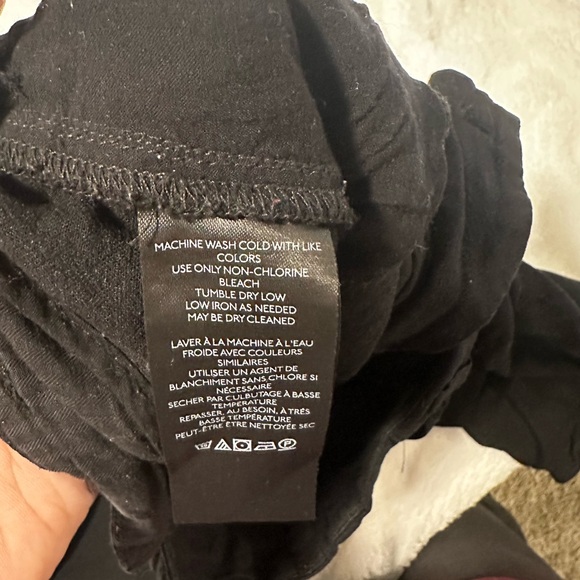 MACHINE WASH COLD WITH LIKE
COLORS
USE ONLY NON-CHLORINE
BLEACH
TUMBLE DRY LOW
LOW IRON AS NEEDED
MAY BE DRY CLEANED
LAVER À LA MACHINE À L'EAU
FROIDE AVEC COULEURS
SIMILAIRES
UTILISER UN AGENT DE
BLANCHIMENT SANS CHLORE SI
NÉCESSAIRE
SECHER PAR CULBUTAGE À BASSE
TEMPÉRATURE
REPASSER, AU BESOIN, À TRÉS
BASSE TEMPÉRATURE
PEUT-ÊTRE ÊTRE NETTOYÉE SEC